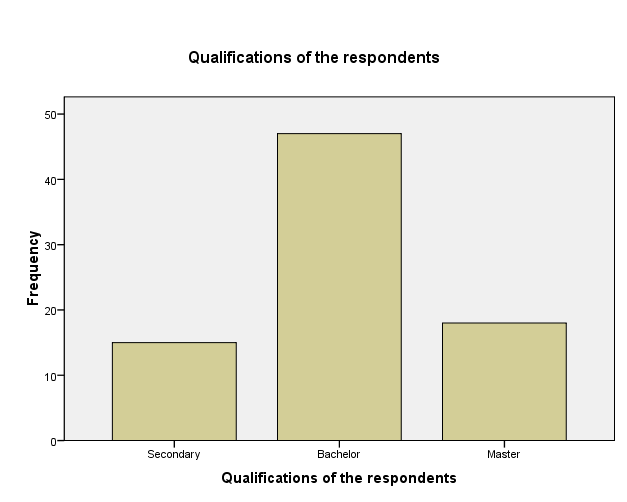 Qualifications of the respondents
50
40
30
20
10
0
Frequency
Secondary
Bachelor
Master
Qualifications of the respondents